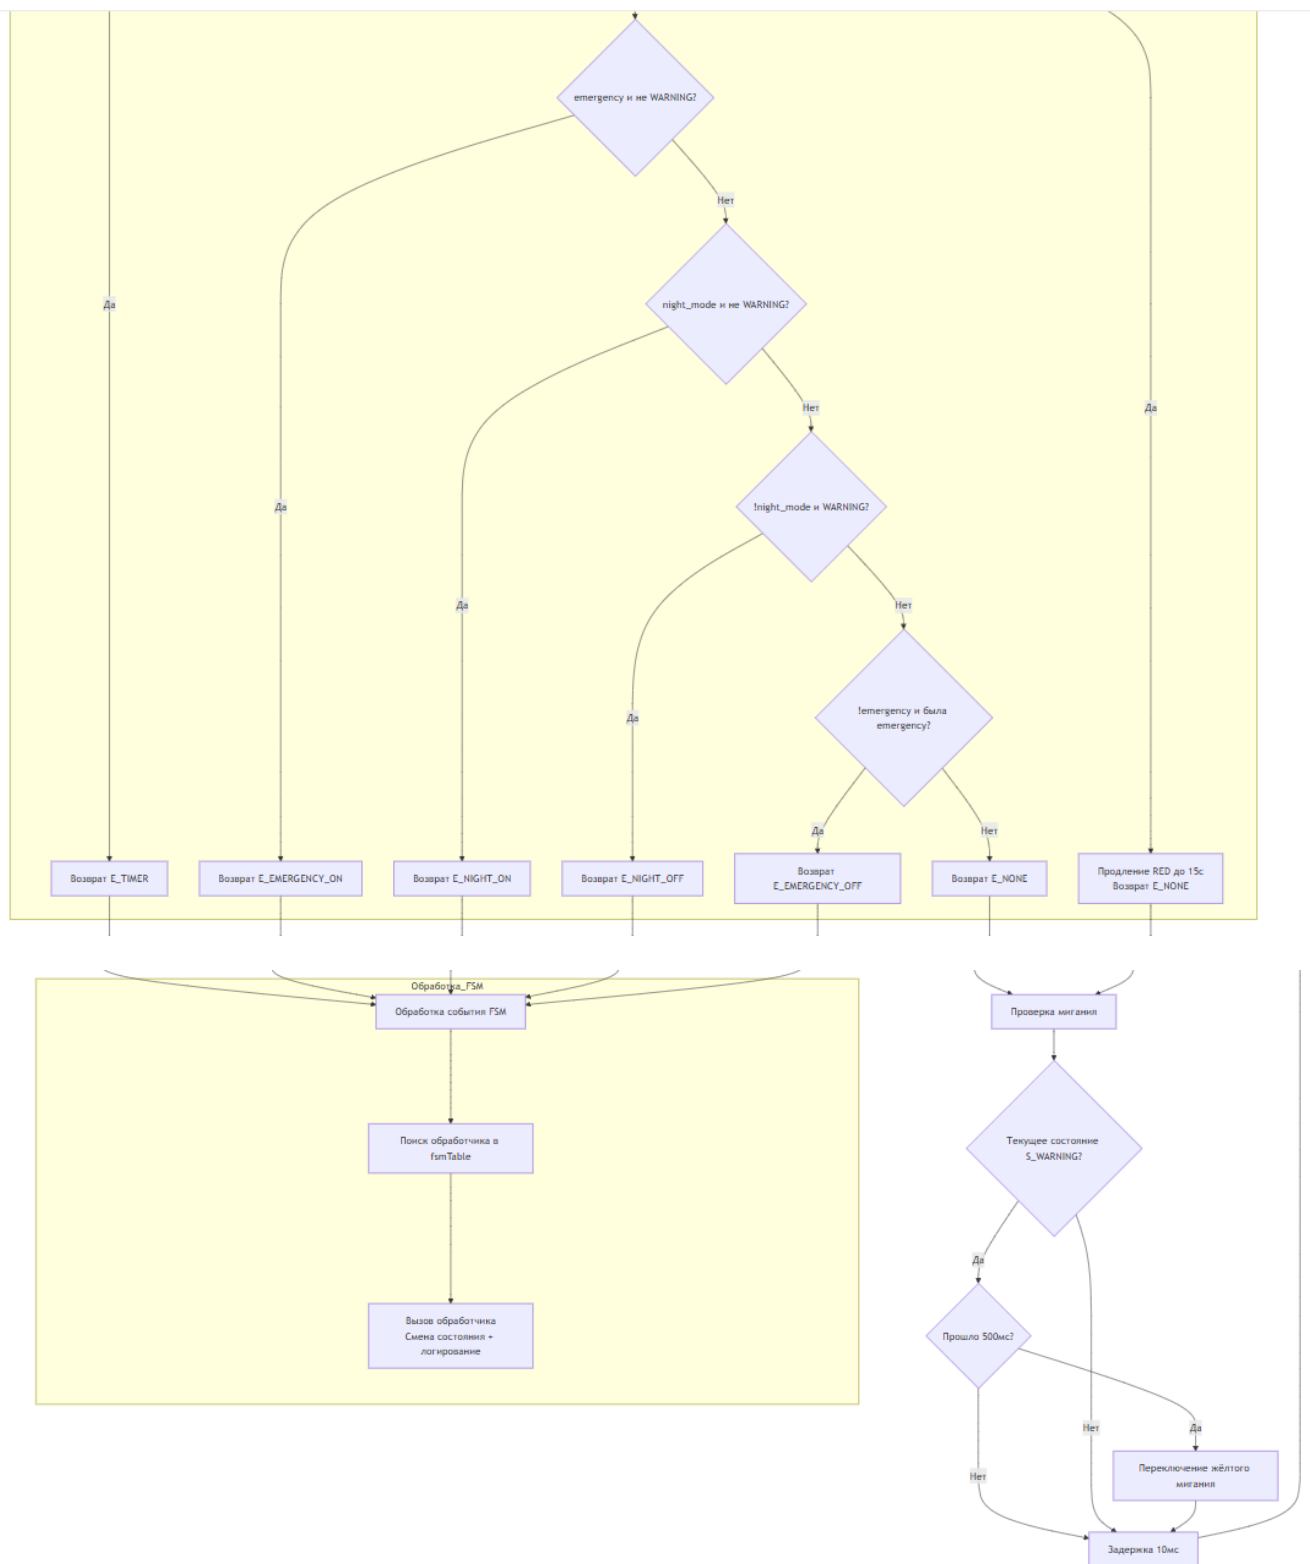 emergency и не WARNING?
Нет
night_mode и не WARNING?
Да
Нет
Да
Да
!night_mode и WARNING?
Да
Нет
Да
!emergency и была
emergency?
Да
Да
Нет
Возврат E_TIMER
Возврат E_EMERGENCY_ON
Возврат E_NIGHT_ON
Возврат E_NIGHT_OFF
Возврат
E_EMERGENCY_OFF
Возврат E_NONE
Продление RED до 15с
Возврат E_NONE
Обработка_FSM
Обработка события FSM
Проверка мигания
Поиск обработчика в
fsmTable
Текущее состояние
S_WARNING?
Да
Вызов обработчика
Смена состояния +
логирование
Прошло 500мс?
Нет
Да
Нет
Переключение жёлтого
мигания
Задержка 10мс